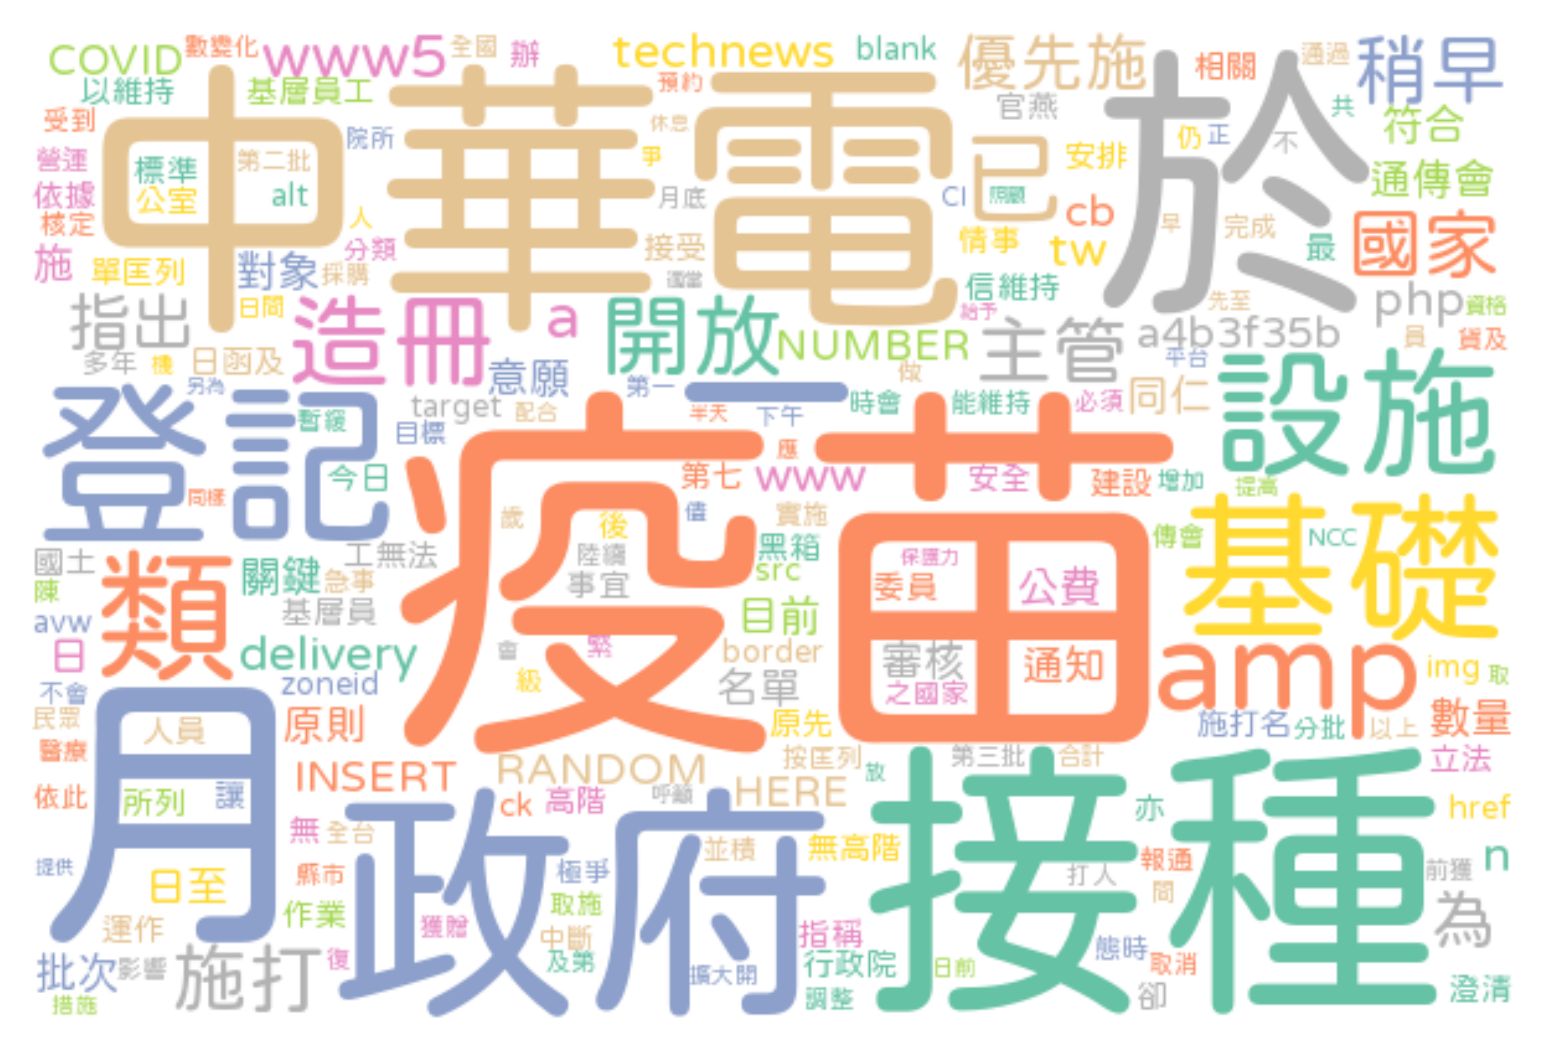 COVID
數變化
www5
全國
辦
technews
blank
優先施
相關
通過
稍早
以維持
基層員工
預約
官燕
共
受到
中華電
院所
休息
已
於
仍
正
不
符合
營運
標準
第二批
爭
安排
通傳會
依據
公室
alt
月底
CI
照顧
cb
核定
人
分類
接受
情事
tw
早
完成
最
國家
施
單匡列
對象
採購
適當
信維持
先至
php
資格
指出
日間
造冊
a
開放
NUMBER
給予
主管
a4b3f35b
員
貨及
多年
機
日函及
意願
做
平台
設施
另為
第一
一
登記
暫緩
target
配合
半天
下午
時會
能維持
必須
同仁
目標
應
今日
第七
www
安全
建設
增加
提高
同樣
疫苗
歲
後
僅
實施
基礎
國土
工無法
陸續
黑箱
傳會
NCC
陳
類
關鍵
急事
事宜
src
保護力
委員
公費
avw
基層員
目前
日
delivery
會
緊
border
審核
通知
amp
img
取
不會
zoneid
級
名單
之國家
民眾
月
人員
原則
原先
施打名
分批
以上
數量
醫療
INSERT
RANDOM
按匡列
第三批
合計
立法
依此
所列
讓
ck
高階
呼籲
HERE
放
接種
亦
href
無
全台
政府
並積
無高階
n
提供
日至
縣市
極爭
打人
報通
前獲
作業
取施
問
運作
獲贈
中斷
指稱
態時
為
批次
影響
施打
復
及第
擴大開
行政院
日前
取消
措施
調整
卻
澄清